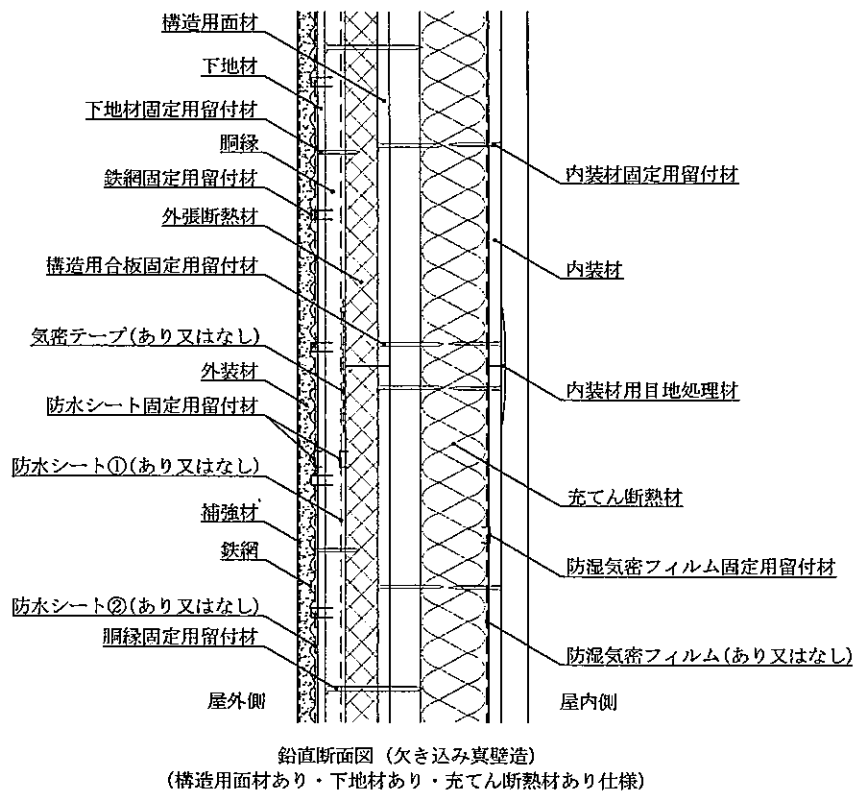 構造用面材
下地材
下地材固定用留付材
胴縁
鉄網固定用留付材
外張断熱材
構造用合板固定用留付材
気密テープ(あり又はなし)
外装材
防水シート固定用留付材
防水シート①(あり又はなし)
補強材
鉄網
防水シート②(あり又はなし)
胴縁固定用留付材
屋外側
内装材固定用留付材
内装材
内装材用目地処理材
充てん断熱材
防湿気密フィルム固定用留付材
防湿気密フィルム(あり又はなし)
屋内側
鉛直断面図（欠き込み真壁造）
（構造用面材あり・下地材あり・充てん断熱材あり仕様）